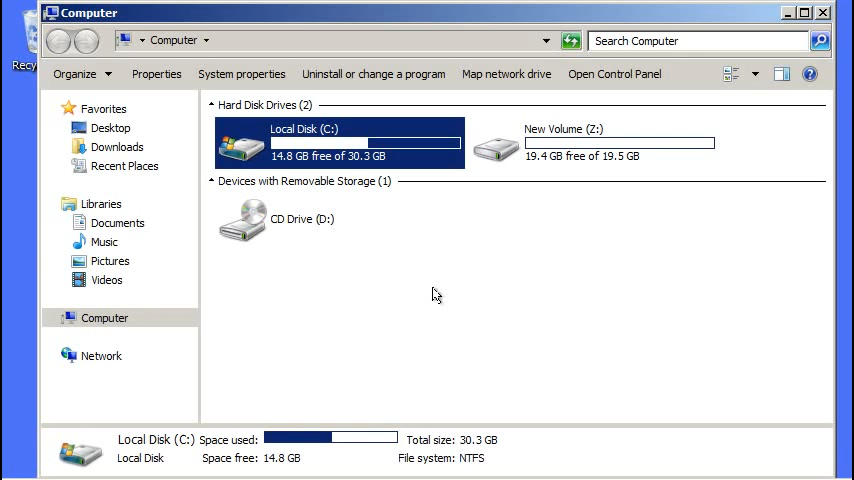 Computer
Recy
Computer
Search Computer
Organize Properties System properties Uninstall or change a program Map network drive Open Control Panel
Favorites
Desktop
Downloads
Recent Places
Libraries
Documents
Music
Pictures
Videos
Computer
Network
Hard Disk Drives (2)
Local Disk (C:)
14.8 GB free of 30.3 GB
New Volume (Z:)
19.4 GB free of 19.5 GB
Devices with Removable Storage (1)
CD Drive (D:)
Local Disk (C:) Space used: Total size: 30.3 GB
Local Disk Space free: 14.8 GB File system: NTFS